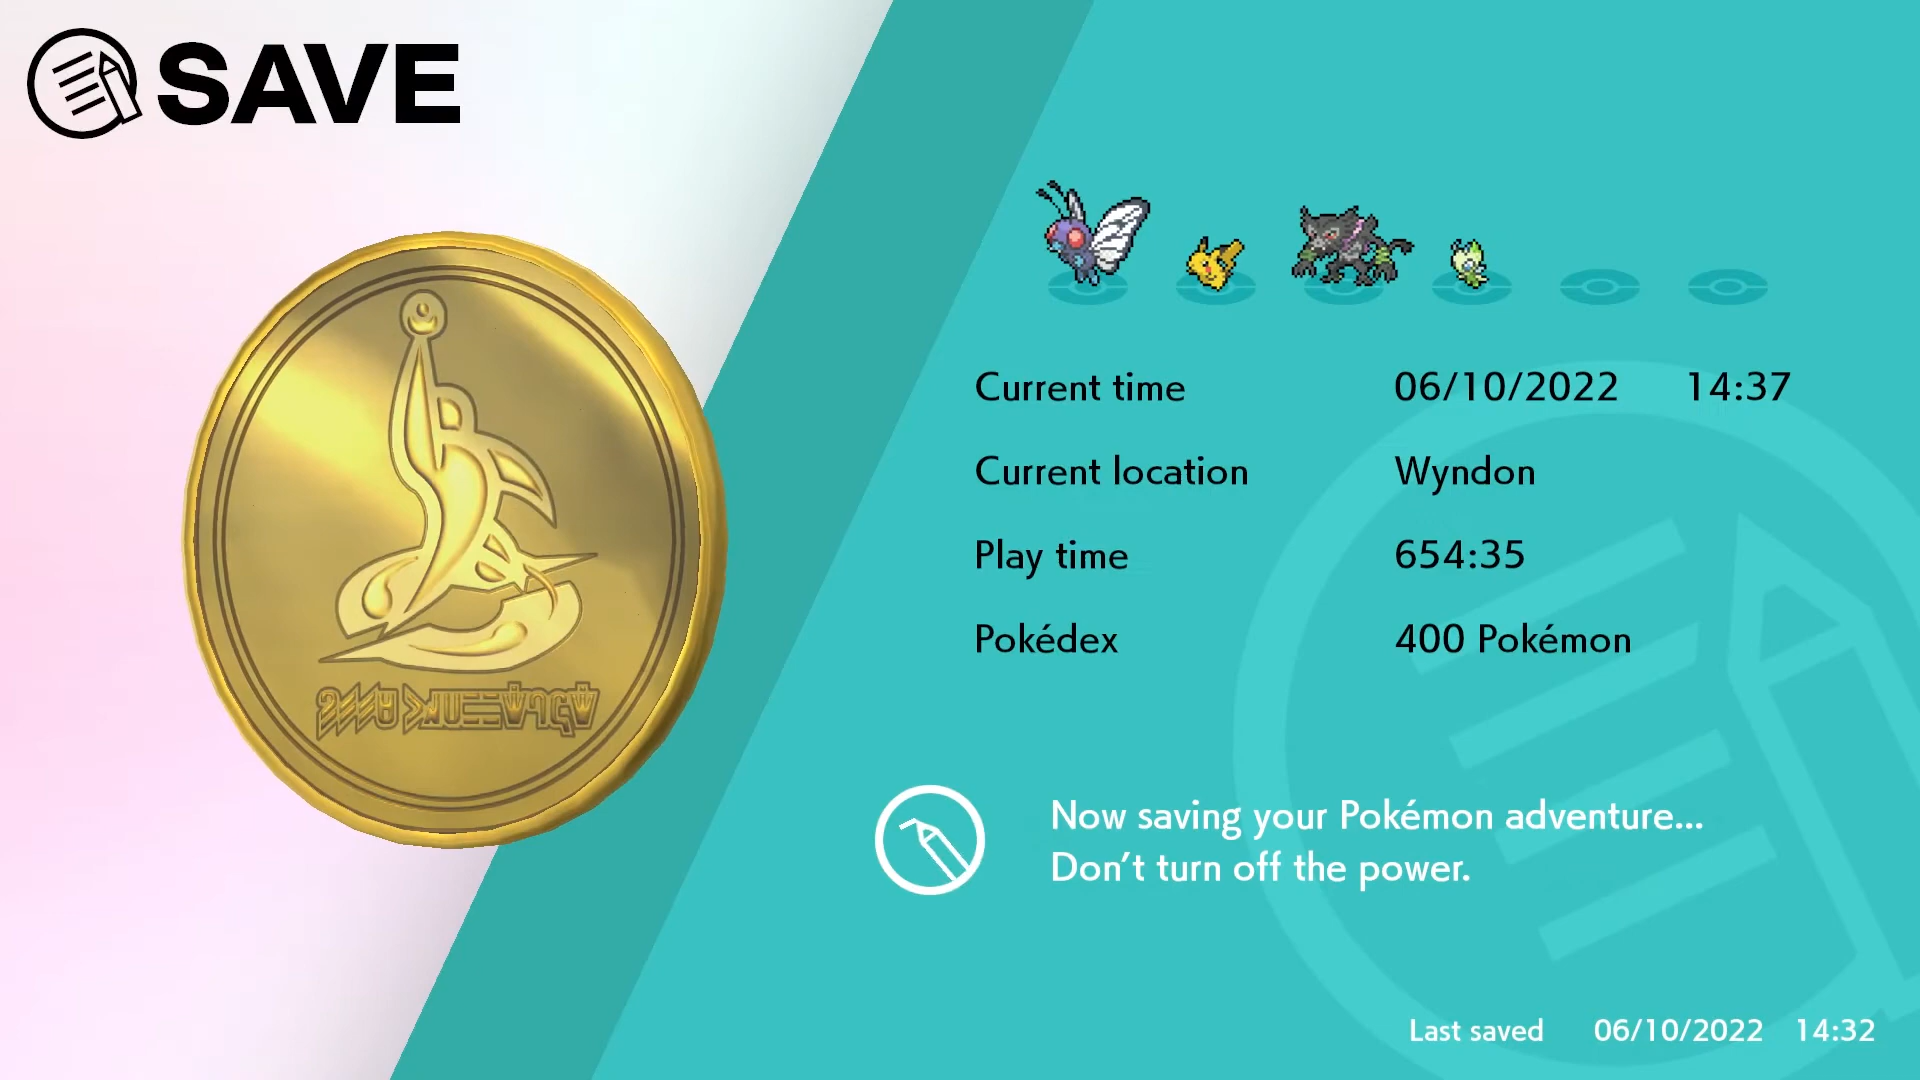 SAVE
Current time 06/10/2022 14:37
Current location Wyndon
Play time 654:35
Pokédex 400 Pokémon
Now saving your Pokémon adventure...
Don't turn off the power.
Last saved 06/10/2022 14:32